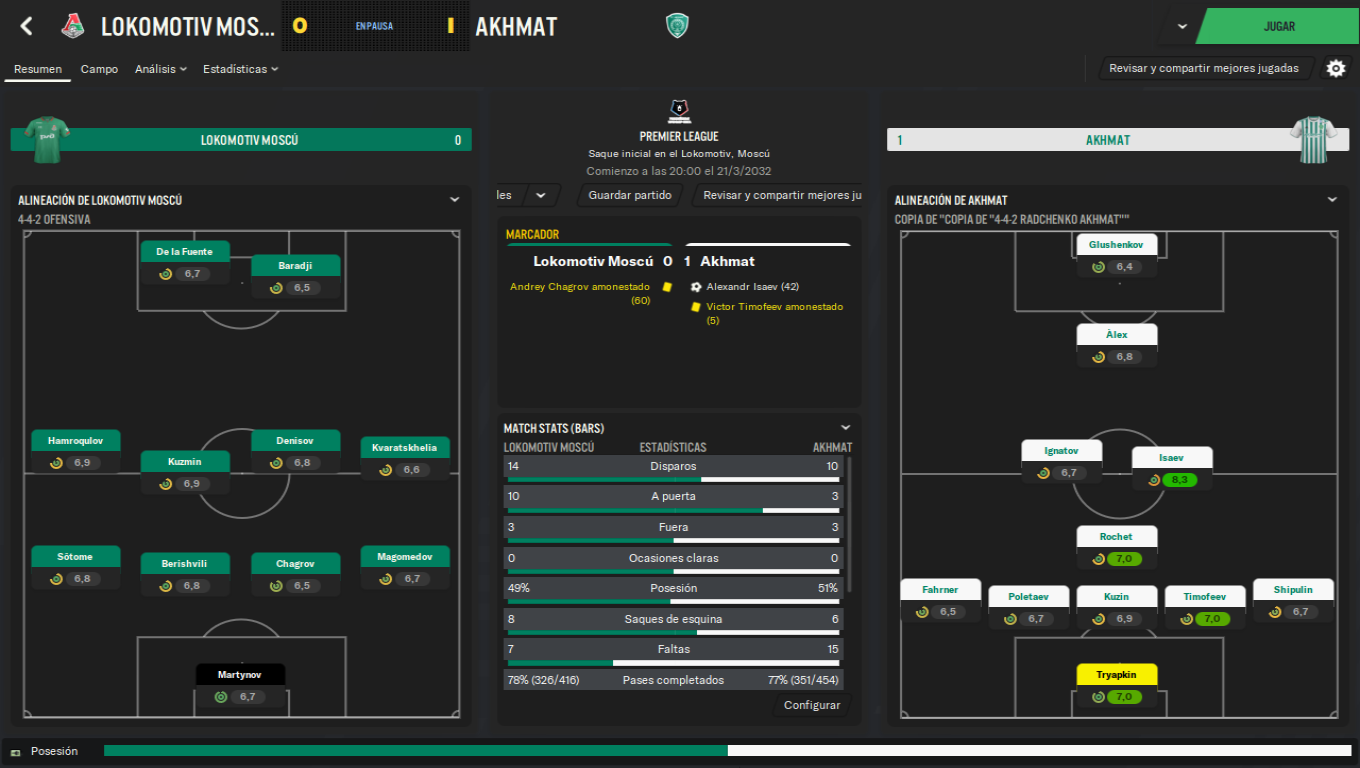 LOKOMOTIV MOS...
0
EN PAUSA
1
AKHMAT
JUGAR
Resumen
Campo
Análisis
Estadísticas
Revisar y compartir mejores jugadas
LOKOMOTIV MOSCÚ
0
PREMIER LEAGUE
Saque inicial en el Lokomotiv, Moscú
Comienzo a las 20:00 el 21/3/2032
1
AKHMAT
les
Guardar partido
Revisar y compartir mejores ju
ALINEACIÓN DE LOKOMOTIV MOSCÚ
4-4-2 OFENSIVA
De la Fuente
6,7
Baradji
6,5
Hamroqulov
6,9
Kuzmin
6,9
Denisov
6,8
Kvaratskhelia
6,6
Sōtome
6,8
Berishvili
6,8
Chagrov
6,5
Magomedov
6,7
Martynov
6,7
MARCADOR
Lokomotiv Moscú 0
1 Akhmat
Andrey Chagrov amonestado
(60)
Alexandr Isaev (42)
Victor Timofeev amonestado
(5)
MATCH STATS (BARS)
LOKOMOTIV MOSCÚ ESTADÍSTICAS AKHMAT
14 Disparos 10
10 A puerta 3
3 Fuera 3
0 Ocasiones claras 0
49% Posesión 51%
8 Saques de esquina 6
7 Faltas 15
78% (326/416) Pases completados 77% (351/454)
Configurar
ALINEACIÓN DE AKHMAT
COPIA DE "COPIA DE "4-4-2 RADCHENKO AKHMAT""
Glushenkov
6,4
Àlex
6,8
Ignatov
6,7
Isaev
8,3
Rochet
7,0
Fahrner
6,5
Poletaev
6,7
Kuzin
6,9
Timofeev
7,0
Shipulin
6,7
Tryapkin
7,0
Posesión